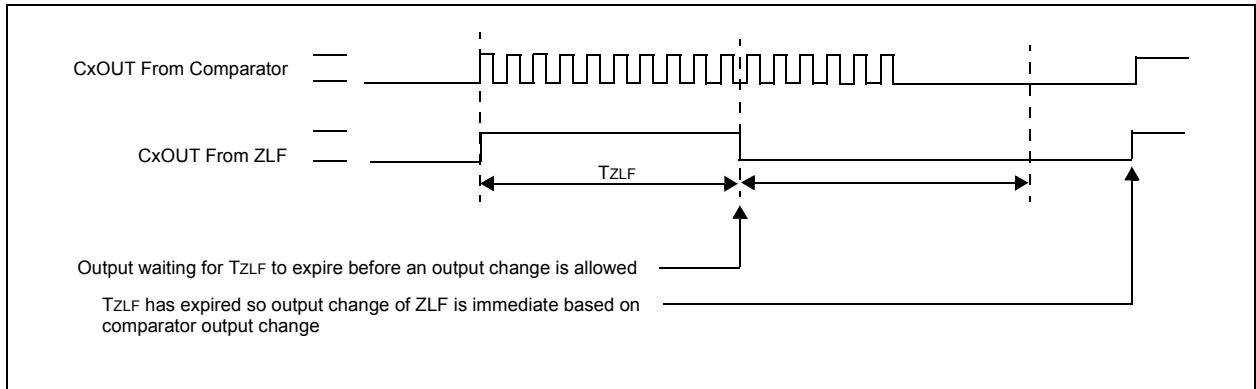 CxOUT From Comparator
CxOUT From ZLF
TZLF
Output waiting for TZLF to expire before an output change is allowed
TZLF has expired so output change of ZLF is immediate based on
comparator output change